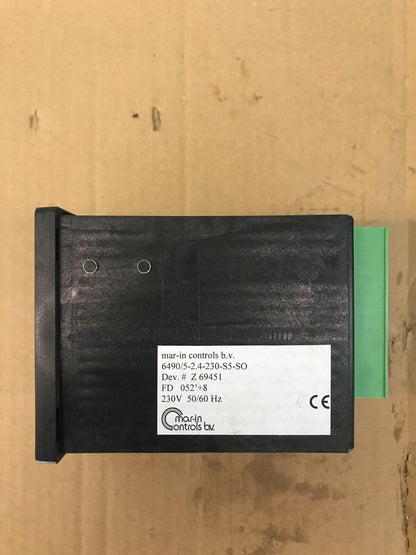 mar-in controls b.v.
6490/5-2.4-230-S5-SO
Dev. # Z 69451
FD 052'+8
230V 50/60 Hz
mar-in
Controls b.v.
CE